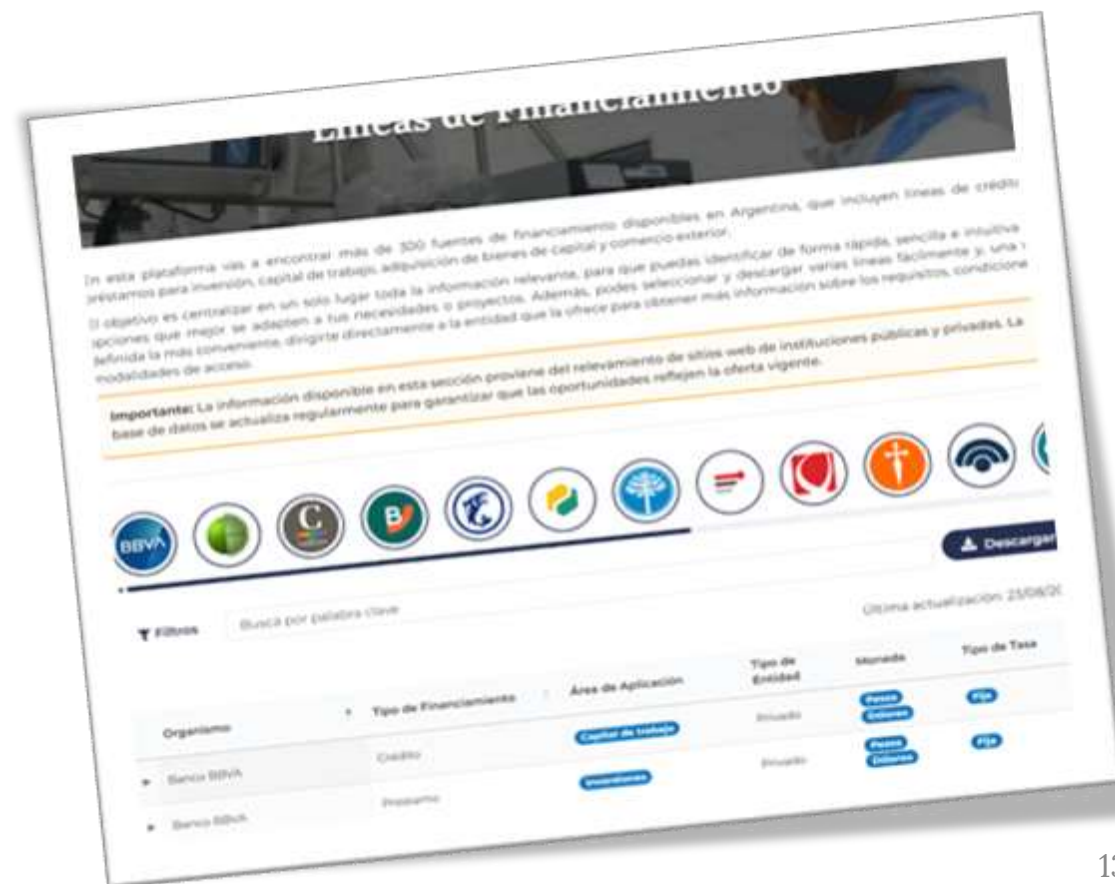 Líneas de Financiamiento
En esta plataforma vas a encontrar más de 300 fuentes de financiamiento disponibles en Argentina, que incluyen líneas de crédito
préstamos para inversión, capital de trabajo, adquisición de bienes de capital y comercio exterior.
El objetivo es centralizar en un solo lugar toda la información relevante, para que puedas identificar de forma rápida, sencilla e intuitiva
opciones que mejor se adapten a tus necesidades o proyectos. Además, podes seleccionar y descargar varias líneas fácilmente y, una
definida la más conveniente, dirigirte directamente a la entidad que la ofrece para obtener más información sobre los requisitos, condicione
modalidades de acceso.
Importante: La información disponible en esta sección proviene del relevamiento de sitios web de instituciones públicas y privadas. La
base de datos se actualiza regularmente para garantizar que las oportunidades reflejen la oferta vigente.
BBVA C B
Descargar
Filtros Buscá por palabra clave
Última actualización: 25/08/20
Organismo Tipo de Financiamiento Área de Aplicación Tipo de Entidad Moneda Tipo de Tasa
Banco BBVA Crédito Capital de trabajo Privado Pesos Dólares Fija
Banco BBVA Préstamo Inversiones Privado Pesos Dólares Fija
13